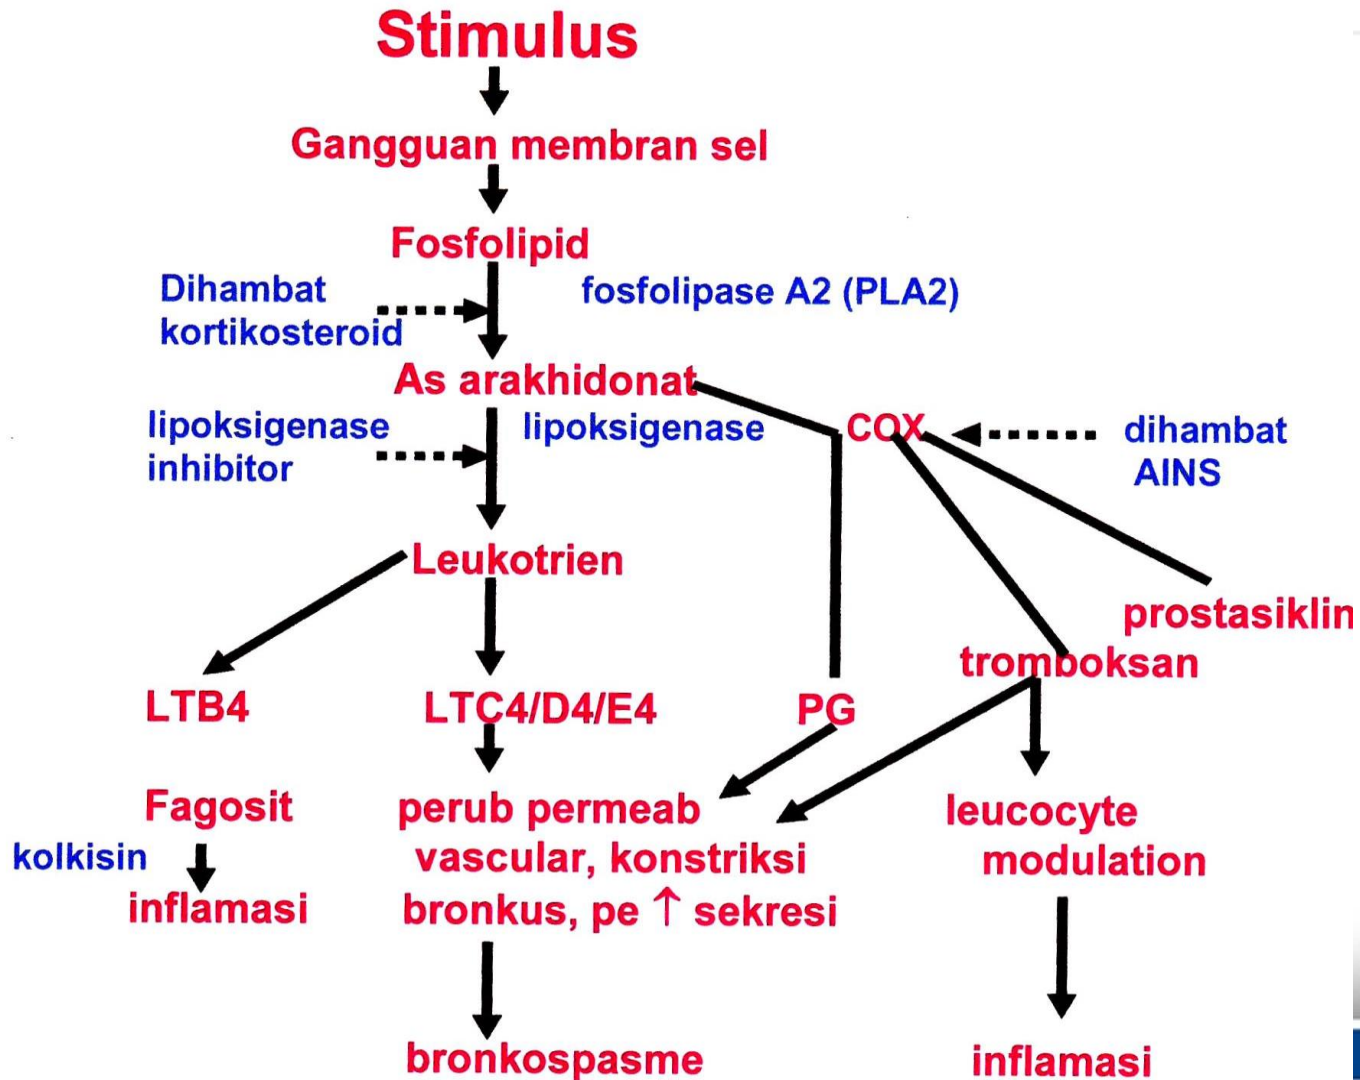 Stimulus
Gangguan membran sel
Fosfolipid
Dihambat
kortikosteroid
fosfolipase A2 (PLA2)
As arakhidonat
lipoksigenase
inhibitor
lipoksigenase
COX
dihambat
AINS
Leukotrien
prostasiklin
tromboksan
LTB4
LTC4/D4/E4
PG
Fagosit
kolkisin
inflamasi
perub permeab
vascular, konstriksi
bronkus, pe ↑ sekresi
leucocyte
modulation
bronkospasme
inflamasi